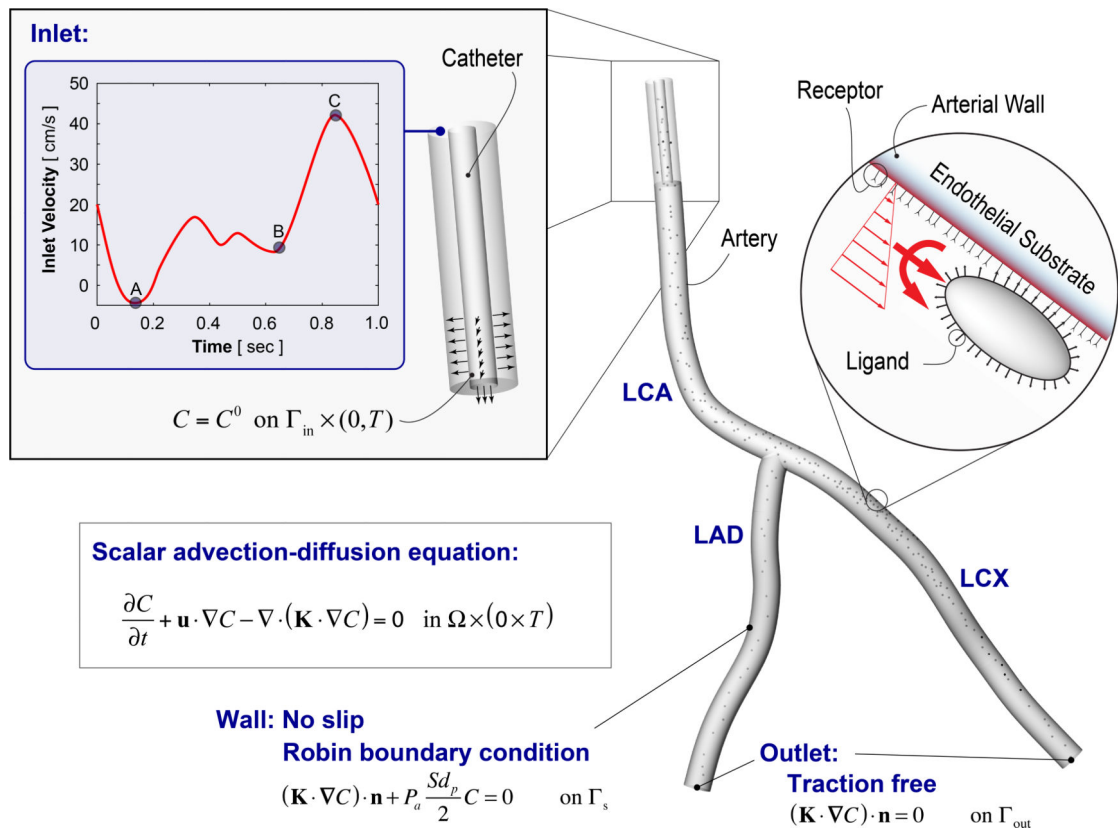 Inlet:
Catheter
50
40
30
20
10
0
Inlet Velocity [ cm/s ]
A
B
C
0 0.2 0.4 0.6 0.8 1.0
Time [ sec ]
C = C⁰ on Γ_in × (0,T)
Receptor
Arterial Wall
Endothelial Substrate
Ligand
Artery
LCA
LAD
LCX
Scalar advection-diffusion equation:
∂C/∂t + u · ∇C − ∇ · (K · ∇C) = 0 in Ω × (0 × T)
Wall: No slip
Robin boundary condition
(K · ∇C) · n + P_a Sd_p/2 C = 0 on Γ_s
Outlet:
Traction free
(K · ∇C) · n = 0 on Γ_out